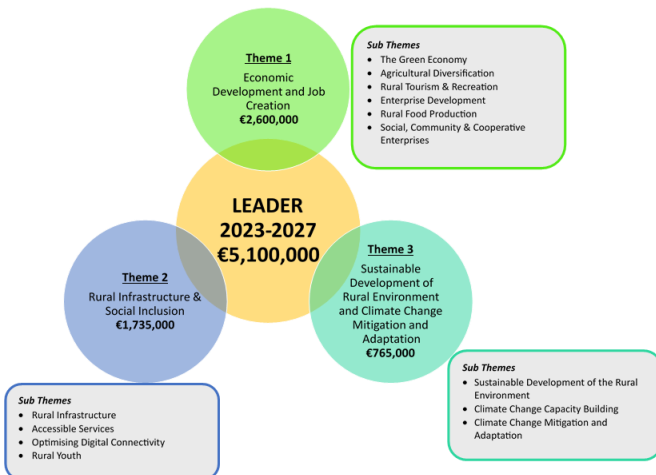 Theme 1
Economic
Development and Job
Creation
€2,600,000
Sub Themes
• The Green Economy
• Agricultural Diversification
• Rural Tourism & Recreation
• Enterprise Development
• Rural Food Production
• Social, Community & Cooperative
Enterprises
LEADER
2023-2027
€5,100,000
Theme 2
Rural Infrastructure &
Social Inclusion
€1,735,000
Theme 3
Sustainable
Development of
Rural Environment
and Climate Change
Mitigation and
Adaptation
€765,000
Sub Themes
• Rural Infrastructure
• Accessible Services
• Optimising Digital Connectivity
• Rural Youth
Sub Themes
• Sustainable Development of the Rural
Environment
• Climate Change Capacity Building
• Climate Change Mitigation and
Adaptation